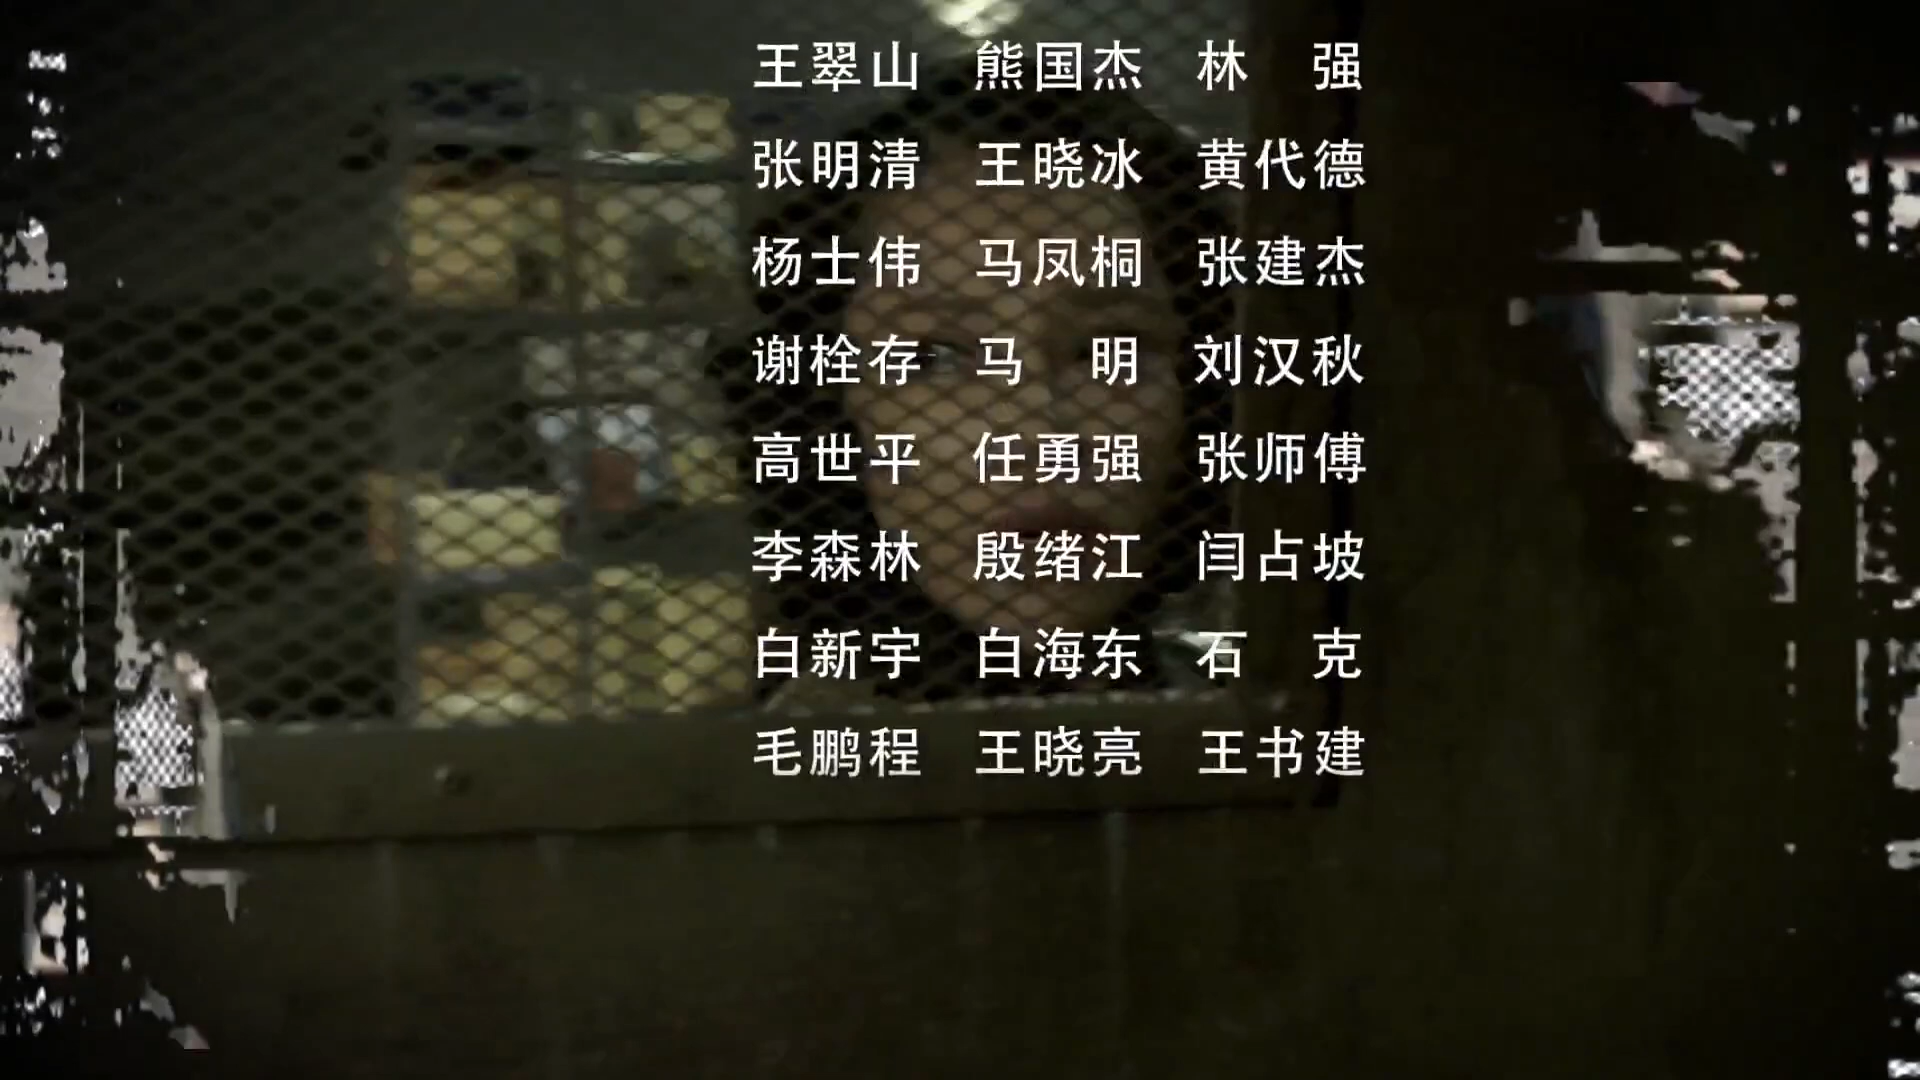 王翠山 熊国杰 林 强
张明清 王晓冰 黄代德
杨士伟 马凤桐 张建杰
谢栓存 马 明 刘汉秋
高世平 任勇强 张师傅
李森林 殷绪江 闫占坡
白新宇 白海东 石 克
毛鹏程 王晓亮 王书建